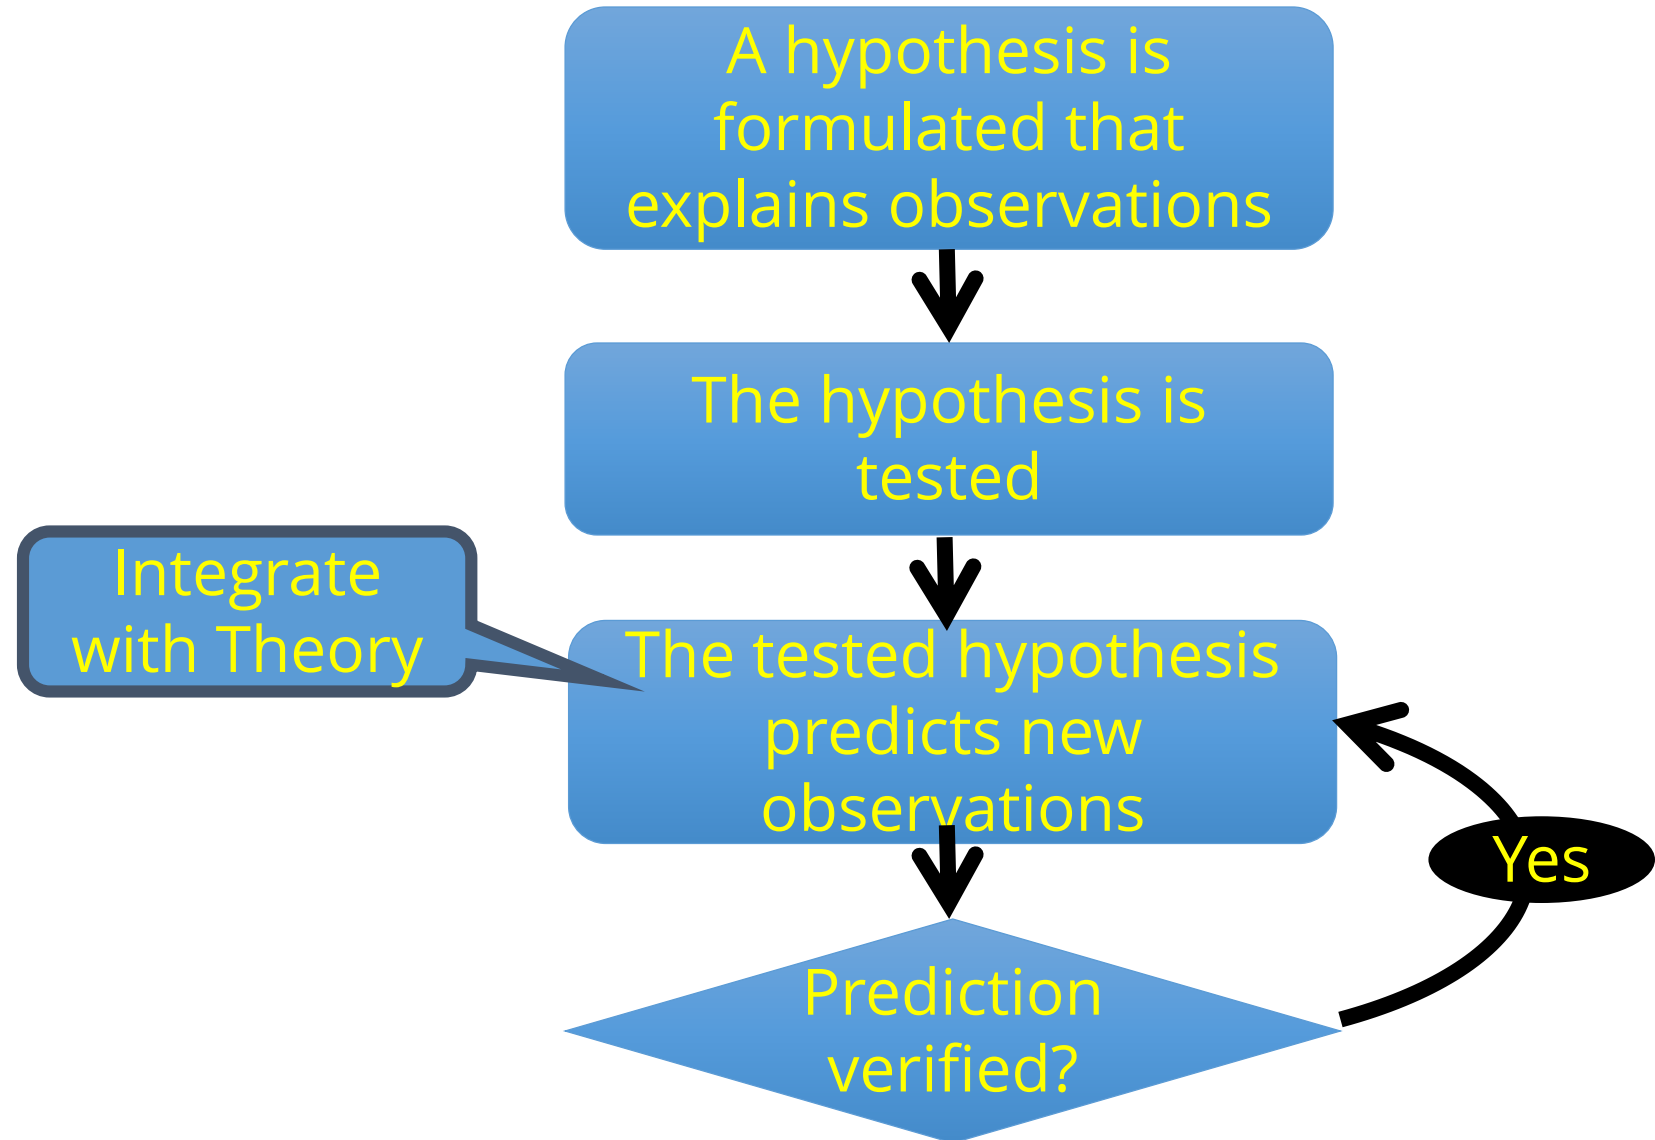 A hypothesis is
formulated that
explains observations
The hypothesis is
tested
Integrate
with Theory
The tested hypothesis
predicts new
observations
Yes
Prediction
verified?